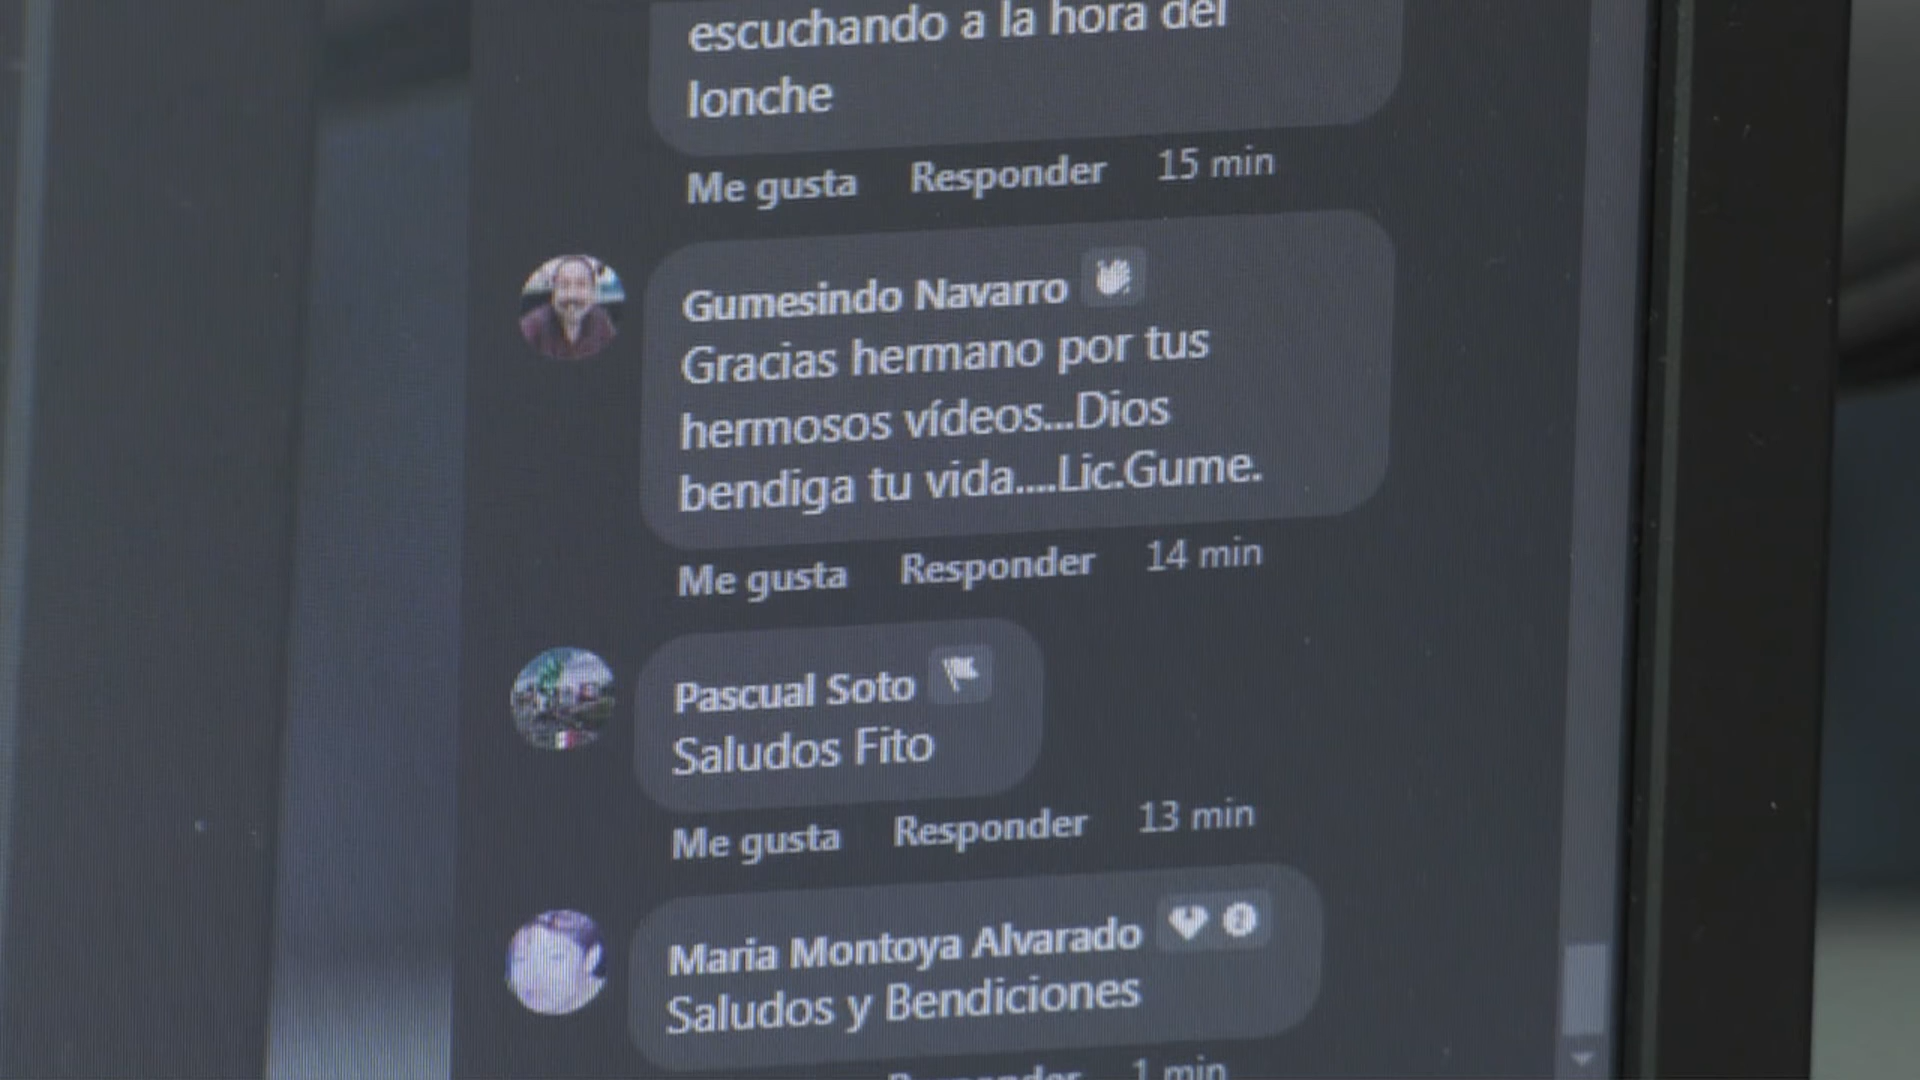 escuchando a la hora del
lonche
Me gusta Responder 15 min
Gumesindo Navarro
Gracias hermano por tus
hermosos vídeos...Dios
bendiga tu vida....Lic.Gume.
Me gusta Responder 14 min
Pascual Soto
Saludos Fito
Me gusta Responder 13 min
Maria Montoya Alvarado
Saludos y Bendiciones
Responder 1 min